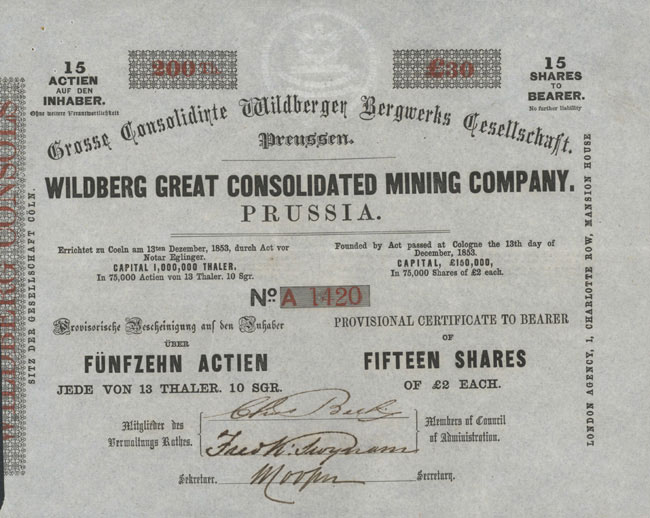 15
ACTIEN
AUF DEN
INHABER.
Ohne weitere Verantwortlichkeit
200 Th.
£30
15
SHARES
TO
BEARER.
No further liability
Grosse Consolidirte Wildberger Bergwerks Gesellschaft.
Preussen.
WILDBERG GREAT CONSOLIDATED MINING COMPANY.
PRUSSIA.
Errichtet zu Coeln am 13ten Dezember, 1853, durch Act vor
Notar Eglinger.
CAPITAL 1,000,000 THALER.
In 75,000 Actien von 13 Thaler. 10 Sgr.
Founded by Act passed at Cologne the 13th day of
December, 1853.
CAPITAL, £150,000,
In 75,000 Shares of £2 each.
No. A 1420
Provisorische Bescheinigung auf den Inhaber
ÜBER
FÜNFZEHN ACTIEN
JEDE VON 13 THALER. 10 SGR.
PROVISIONAL CERTIFICATE TO BEARER
OF
FIFTEEN SHARES
OF £2 EACH.
Mitglieder des
Verwaltungs Rathes.
Fred K. Twynam
Members of Council
of Administration.
Sekretaer.
Secretary.
WILDBERG CONSOLS
SITZ DER GESELLSCHAFT CÖLN.
LONDON AGENCY, 1, CHARLOTTE ROW, MANSION HOUSE